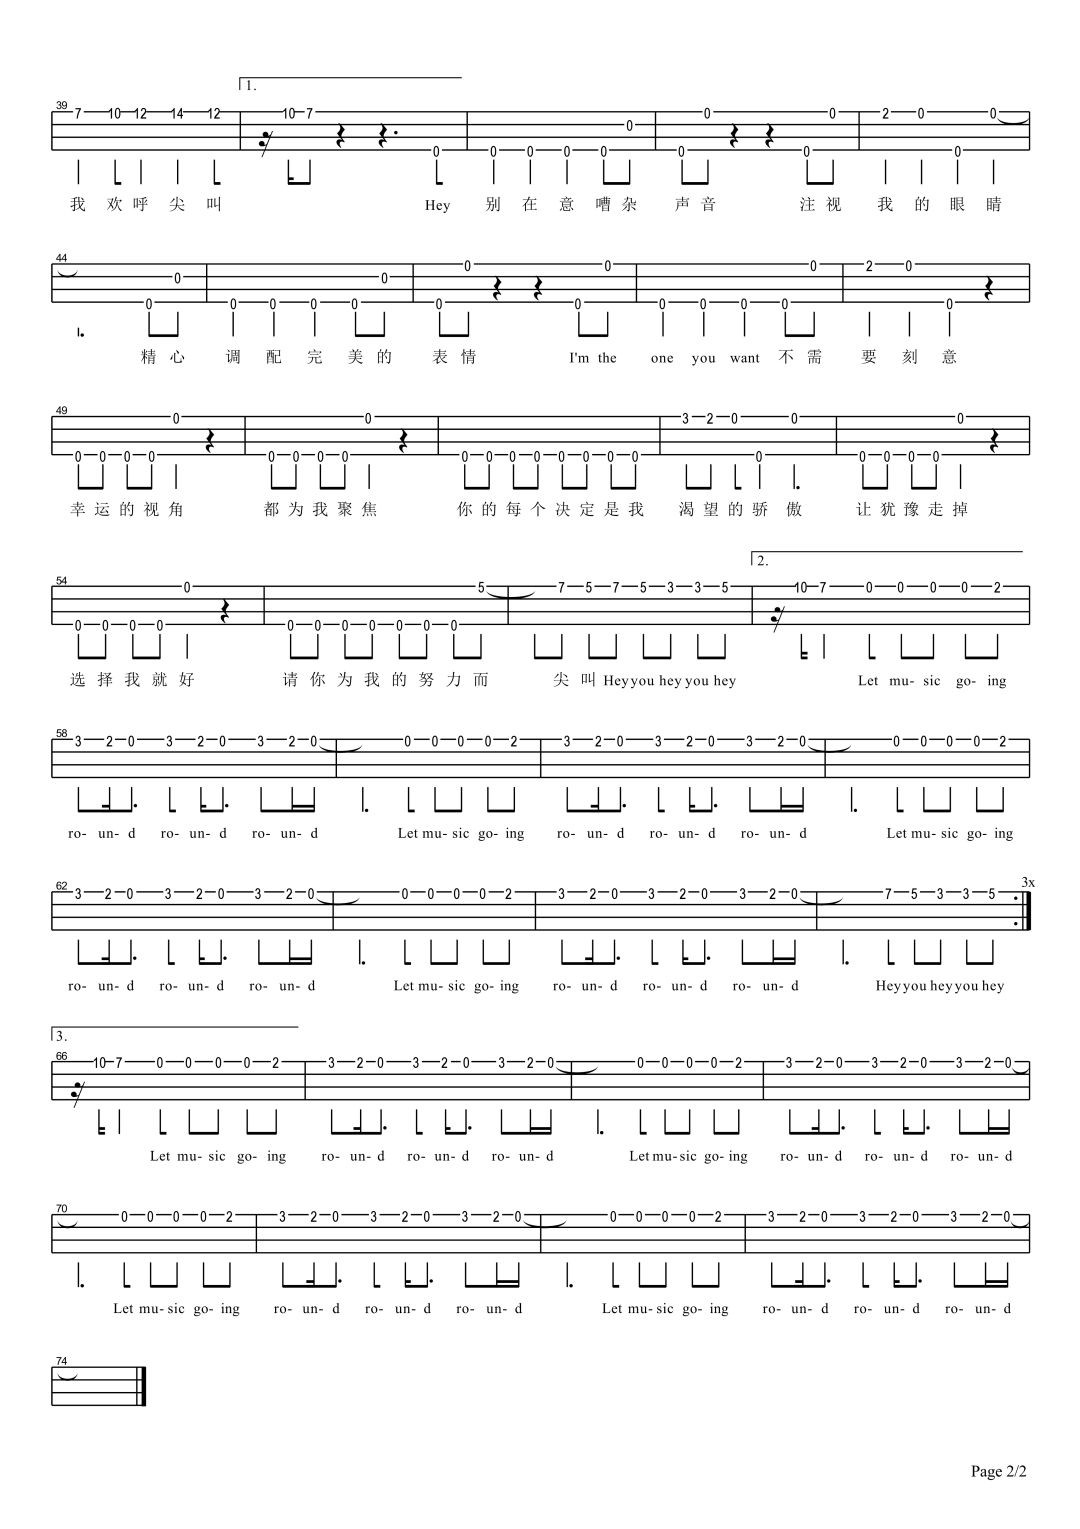 1.
39 7 10 12 14 12 10 7 0 0 0 0 0 0 0 0 0 0 2 0 0 0
我 欢 呼 尖 叫 Hey 别 在 意 嘈 杂 声 音 注 视 我 的 眼 睛
44 0 0 0 0 0 0 0 0 0 0 0 0 0 0 0 0 2 0 0
精 心 调 配 完 美 的 表 情 I'm the one you want 不 需 要 刻 意
49 0 0 0 0 0 0 0 0 0 0 0 0 0 0 0 0 0 0 3 2 0 0 0 0 0 0 0 0
幸 运 的 视 角 都 为 我 聚 焦 你 的 每 个 决 定 是 我 渴 望 的 骄 傲 让 犹 豫 走 掉
2.
54 0 0 0 0 0 0 0 0 0 0 0 0 5 7 5 7 5 3 3 5 10 7 0 0 0 0 2
选 择 我 就 好 请 你 为 我 的 努 力 而 尖 叫 Hey you hey you hey Let mu- sic go- ing
58 3 2 0 3 2 0 3 2 0 0 0 0 0 2 3 2 0 3 2 0 3 2 0 0 0 0 0 2
ro- un- d ro- un- d ro- un- d Let mu- sic go- ing ro- un- d ro- un- d ro- un- d Let mu- sic go- ing
3x
62 3 2 0 3 2 0 3 2 0 0 0 0 0 2 3 2 0 3 2 0 3 2 0 7 5 3 3 5
ro- un- d ro- un- d ro- un- d Let mu- sic go- ing ro- un- d ro- un- d ro- un- d Hey you hey you hey
3.
66 10 7 0 0 0 0 2 3 2 0 3 2 0 3 2 0 0 0 0 0 2 3 2 0 3 2 0 3 2 0
Let mu- sic go- ing ro- un- d ro- un- d ro- un- d Let mu- sic go- ing ro- un- d ro- un- d ro- un- d
70 0 0 0 0 2 3 2 0 3 2 0 3 2 0 0 0 0 0 2 3 2 0 3 2 0 3 2 0
Let mu- sic go- ing ro- un- d ro- un- d ro- un- d Let mu- sic go- ing ro- un- d ro- un- d ro- un- d
74
Page 2/2